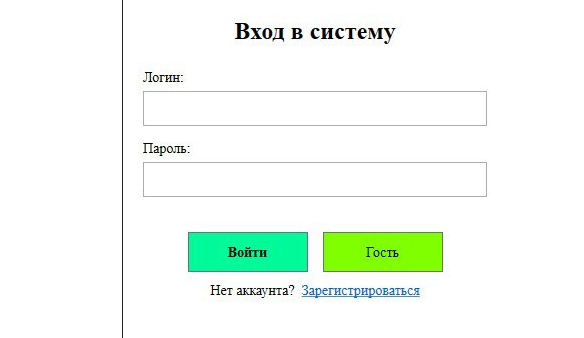 Вход в систему
Логин:
Пароль:
Войти Гость
Нет аккаунта? Зарегистрироваться